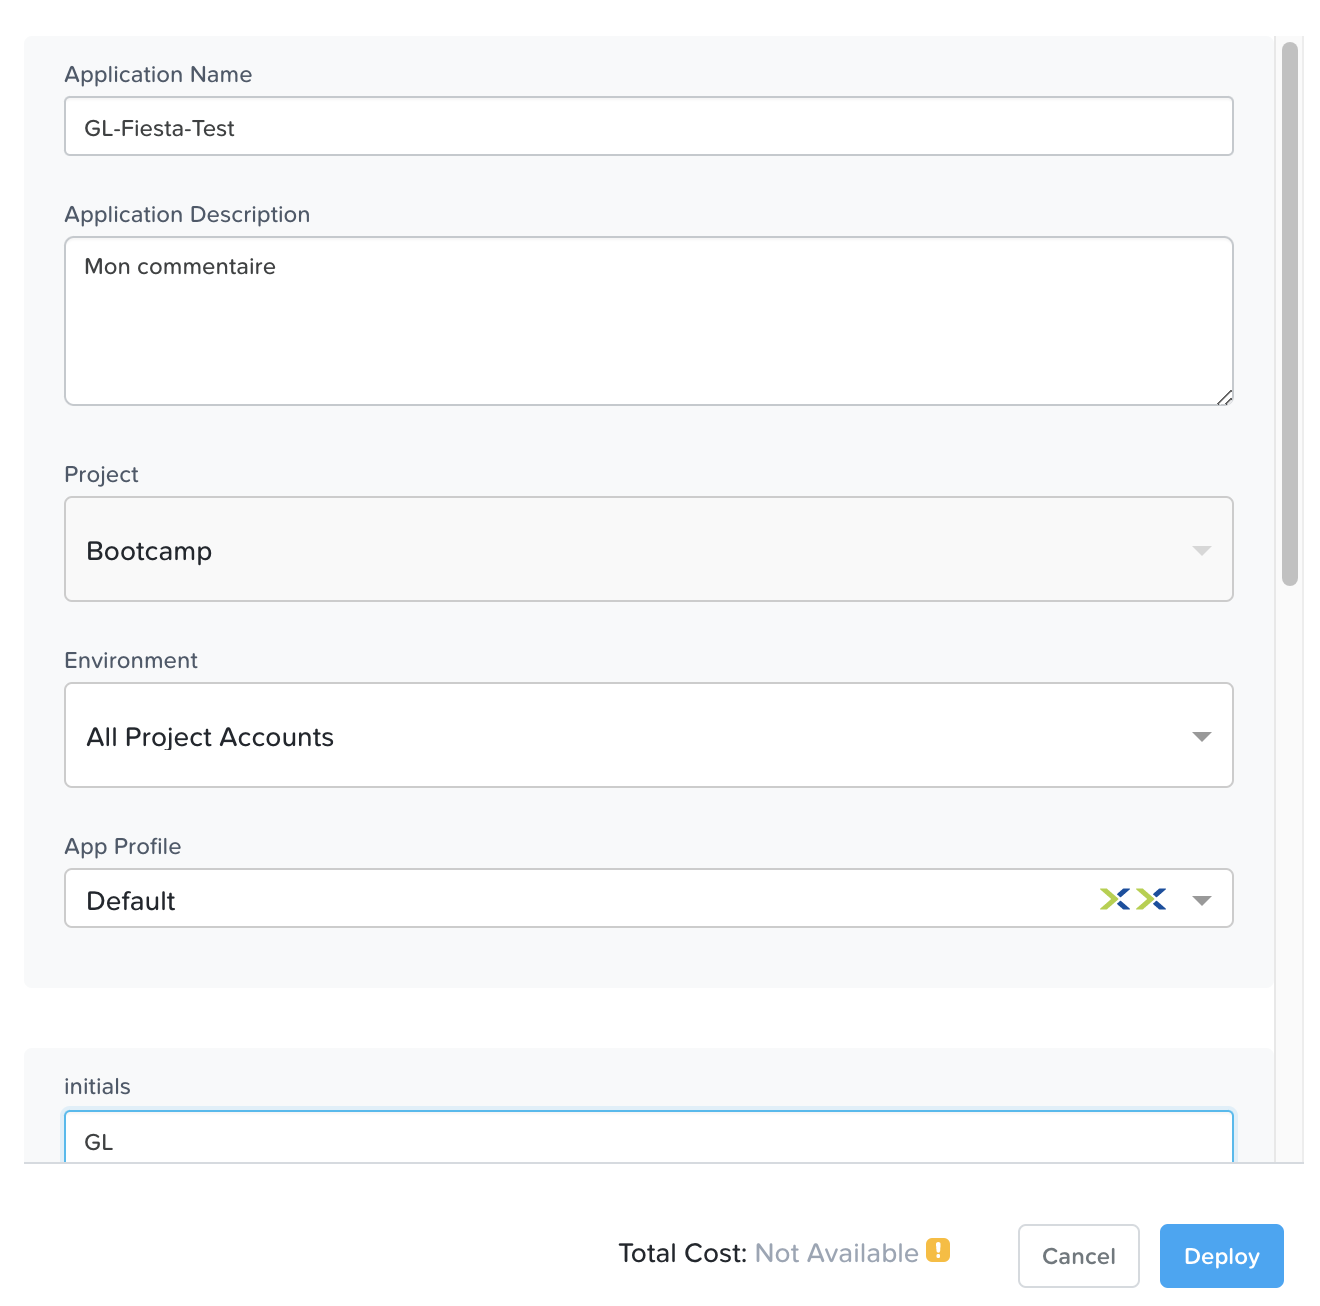 Application Name
GL-Fiesta-Test
Application Description
Mon commentaire
Project
Bootcamp
Environment
All Project Accounts
App Profile
Default
initials
GL
Total Cost: Not Available
Cancel
Deploy